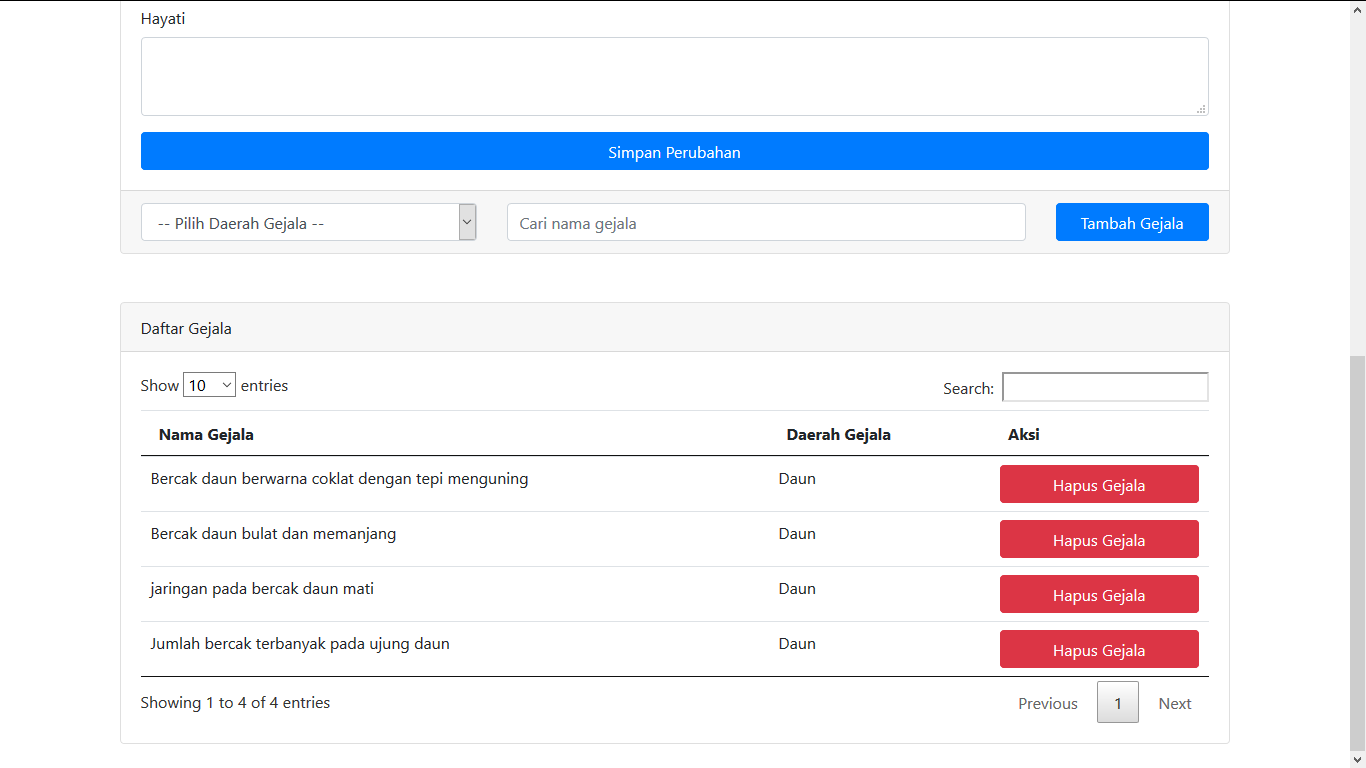 Hayati
Simpan Perubahan
-- Pilih Daerah Gejala -- Cari nama gejala Tambah Gejala
Daftar Gejala
Show 10 entries Search:
Nama Gejala Daerah Gejala Aksi
Bercak daun berwarna coklat dengan tepi menguning Daun Hapus Gejala
Bercak daun bulat dan memanjang Daun Hapus Gejala
jaringan pada bercak daun mati Daun Hapus Gejala
Jumlah bercak terbanyak pada ujung daun Daun Hapus Gejala
Showing 1 to 4 of 4 entries Previous 1 Next